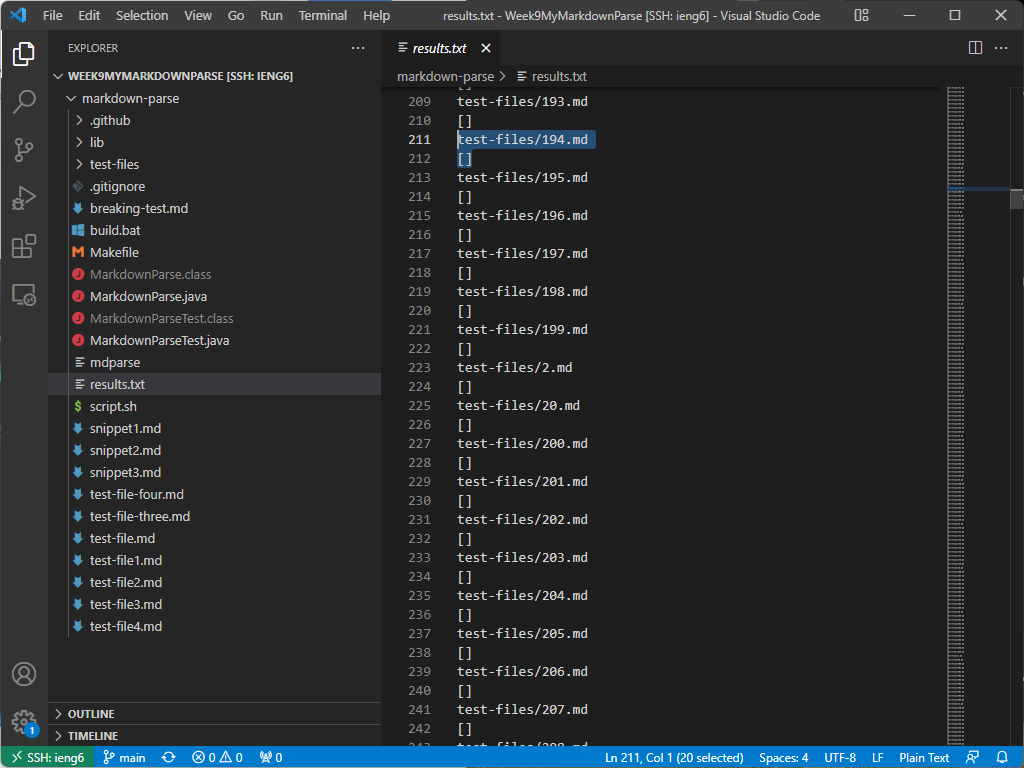 File Edit Selection View Go Run Terminal Help results.txt - Week9MyMarkdownParse [SSH: ieng6] - Visual Studio Code
EXPLORER
WEEK9MYMARKDOWNPARSE [SSH: IENG6]
markdown-parse
.github
lib
test-files
.gitignore
breaking-test.md
build.bat
M Makefile
J MarkdownParse.class
J MarkdownParse.java
J MarkdownParseTest.class
J MarkdownParseTest.java
mdparse
results.txt
$ script.sh
snippet1.md
snippet2.md
snippet3.md
test-file-four.md
test-file-three.md
test-file.md
test-file1.md
test-file2.md
test-file3.md
test-file4.md
OUTLINE
TIMELINE
1
results.txt
markdown-parse > results.txt
[]
209 test-files/193.md
210 []
211 test-files/194.md
212 []
213 test-files/195.md
214 []
215 test-files/196.md
216 []
217 test-files/197.md
218 []
219 test-files/198.md
220 []
221 test-files/199.md
222 []
223 test-files/2.md
224 []
225 test-files/20.md
226 []
227 test-files/200.md
228 []
229 test-files/201.md
230 []
231 test-files/202.md
232 []
233 test-files/203.md
234 []
235 test-files/204.md
236 []
237 test-files/205.md
238 []
239 test-files/206.md
240 []
241 test-files/207.md
242 []
243 test-files/208.md
SSH: ieng6 main 0 0 0 Ln 211, Col 1 (20 selected) Spaces: 4 UTF-8 LF Plain Text